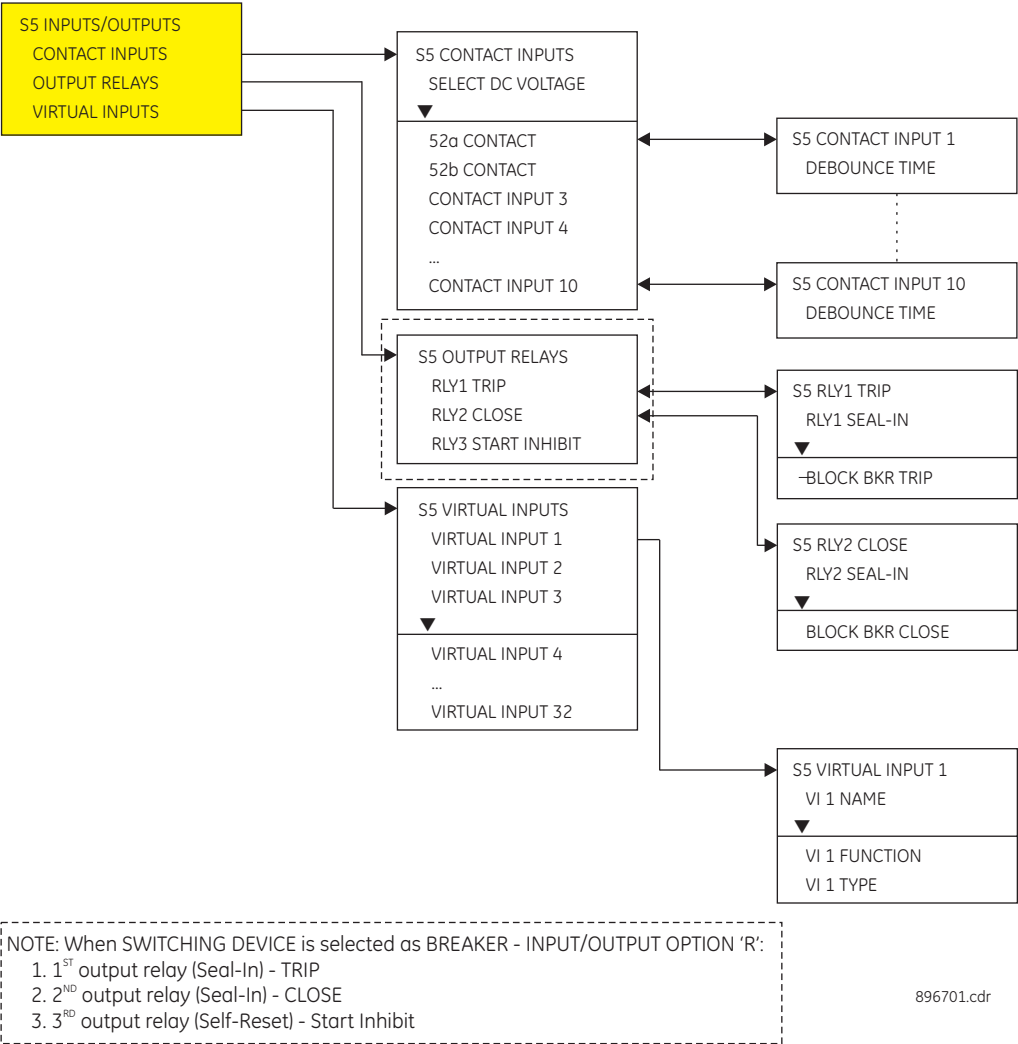 S5 INPUTS/OUTPUTS
CONTACT INPUTS
OUTPUT RELAYS
VIRTUAL INPUTS
S5 CONTACT INPUTS
SELECT DC VOLTAGE
▼
52a CONTACT
52b CONTACT
CONTACT INPUT 3
CONTACT INPUT 4
...
CONTACT INPUT 10
S5 CONTACT INPUT 1
DEBOUNCE TIME
S5 CONTACT INPUT 10
DEBOUNCE TIME
S5 OUTPUT RELAYS
RLY1 TRIP
RLY2 CLOSE
RLY3 START INHIBIT
S5 RLY1 TRIP
RLY1 SEAL-IN
▼
–BLOCK BKR TRIP
S5 RLY2 CLOSE
RLY2 SEAL-IN
▼
BLOCK BKR CLOSE
S5 VIRTUAL INPUTS
VIRTUAL INPUT 1
VIRTUAL INPUT 2
VIRTUAL INPUT 3
▼
VIRTUAL INPUT 4
...
VIRTUAL INPUT 32
S5 VIRTUAL INPUT 1
VI 1 NAME
▼
VI 1 FUNCTION
VI 1 TYPE
NOTE: When SWITCHING DEVICE is selected as BREAKER - INPUT/OUTPUT OPTION ‘R’:
1. 1ST output relay (Seal-In) - TRIP
2. 2ND output relay (Seal-In) - CLOSE
3. 3RD output relay (Self-Reset) - Start Inhibit
896701.cdr